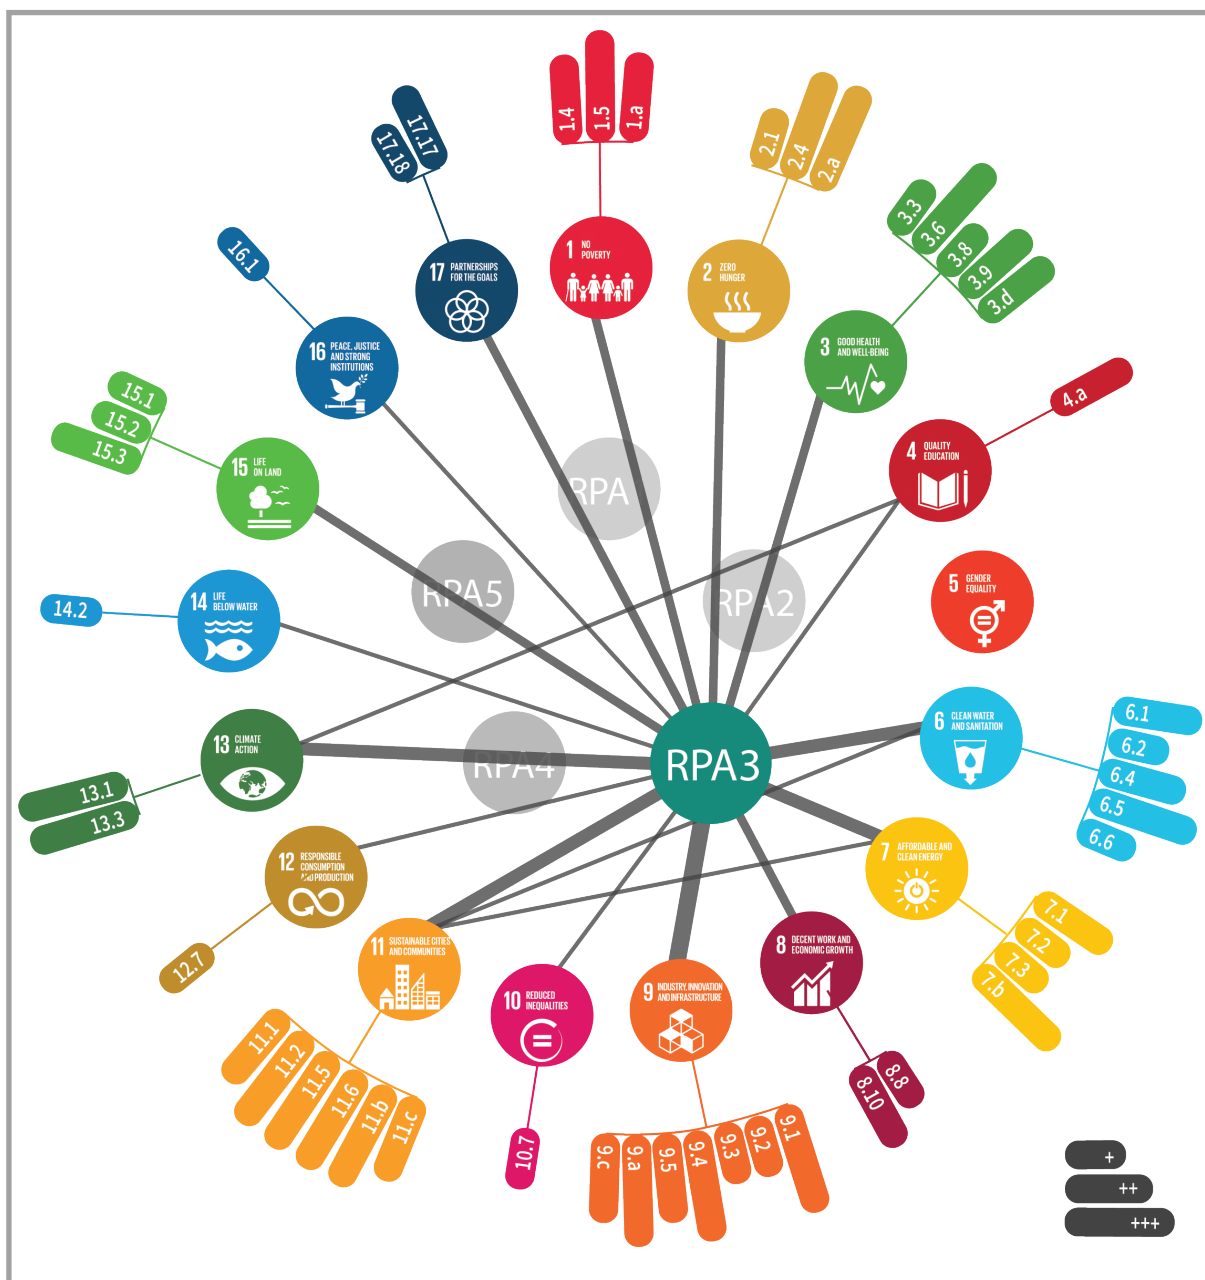 1.4
1.5
1.a
1 NO
POVERTY
2.1
2.4
2.a
2 ZERO
HUNGER
3.3
3.6
3.8
3.9
3.d
3 GOOD HEALTH
AND WELL-BEING
4.a
4 QUALITY
EDUCATION
5 GENDER
EQUALITY
6.1
6.2
6.4
6.5
6.6
6 CLEAN WATER
AND SANITATION
7.1
7.2
7.3
7.b
7 AFFORDABLE AND
CLEAN ENERGY
8.8
8.10
8 DECENT WORK AND
ECONOMIC GROWTH
9.1
9.2
9.3
9.4
9.5
9.a
9.c
9 INDUSTRY, INNOVATION
AND INFRASTRUCTURE
10.7
10 REDUCED
INEQUALITIES
11.1
11.2
11.5
11.6
11.b
11.c
11 SUSTAINABLE CITIES
AND COMMUNITIES
12.7
12 RESPONSIBLE
CONSUMPTION
AND PRODUCTION
13.1
13.3
13 CLIMATE
ACTION
14.2
14 LIFE
BELOW WATER
15.1
15.2
15.3
15 LIFE
ON LAND
16.1
16 PEACE, JUSTICE
AND STRONG
INSTITUTIONS
17.17
17.18
17 PARTNERSHIPS
FOR THE GOALS
RPA
RPA2
RPA3
RPA4
RPA5
+
++
+++